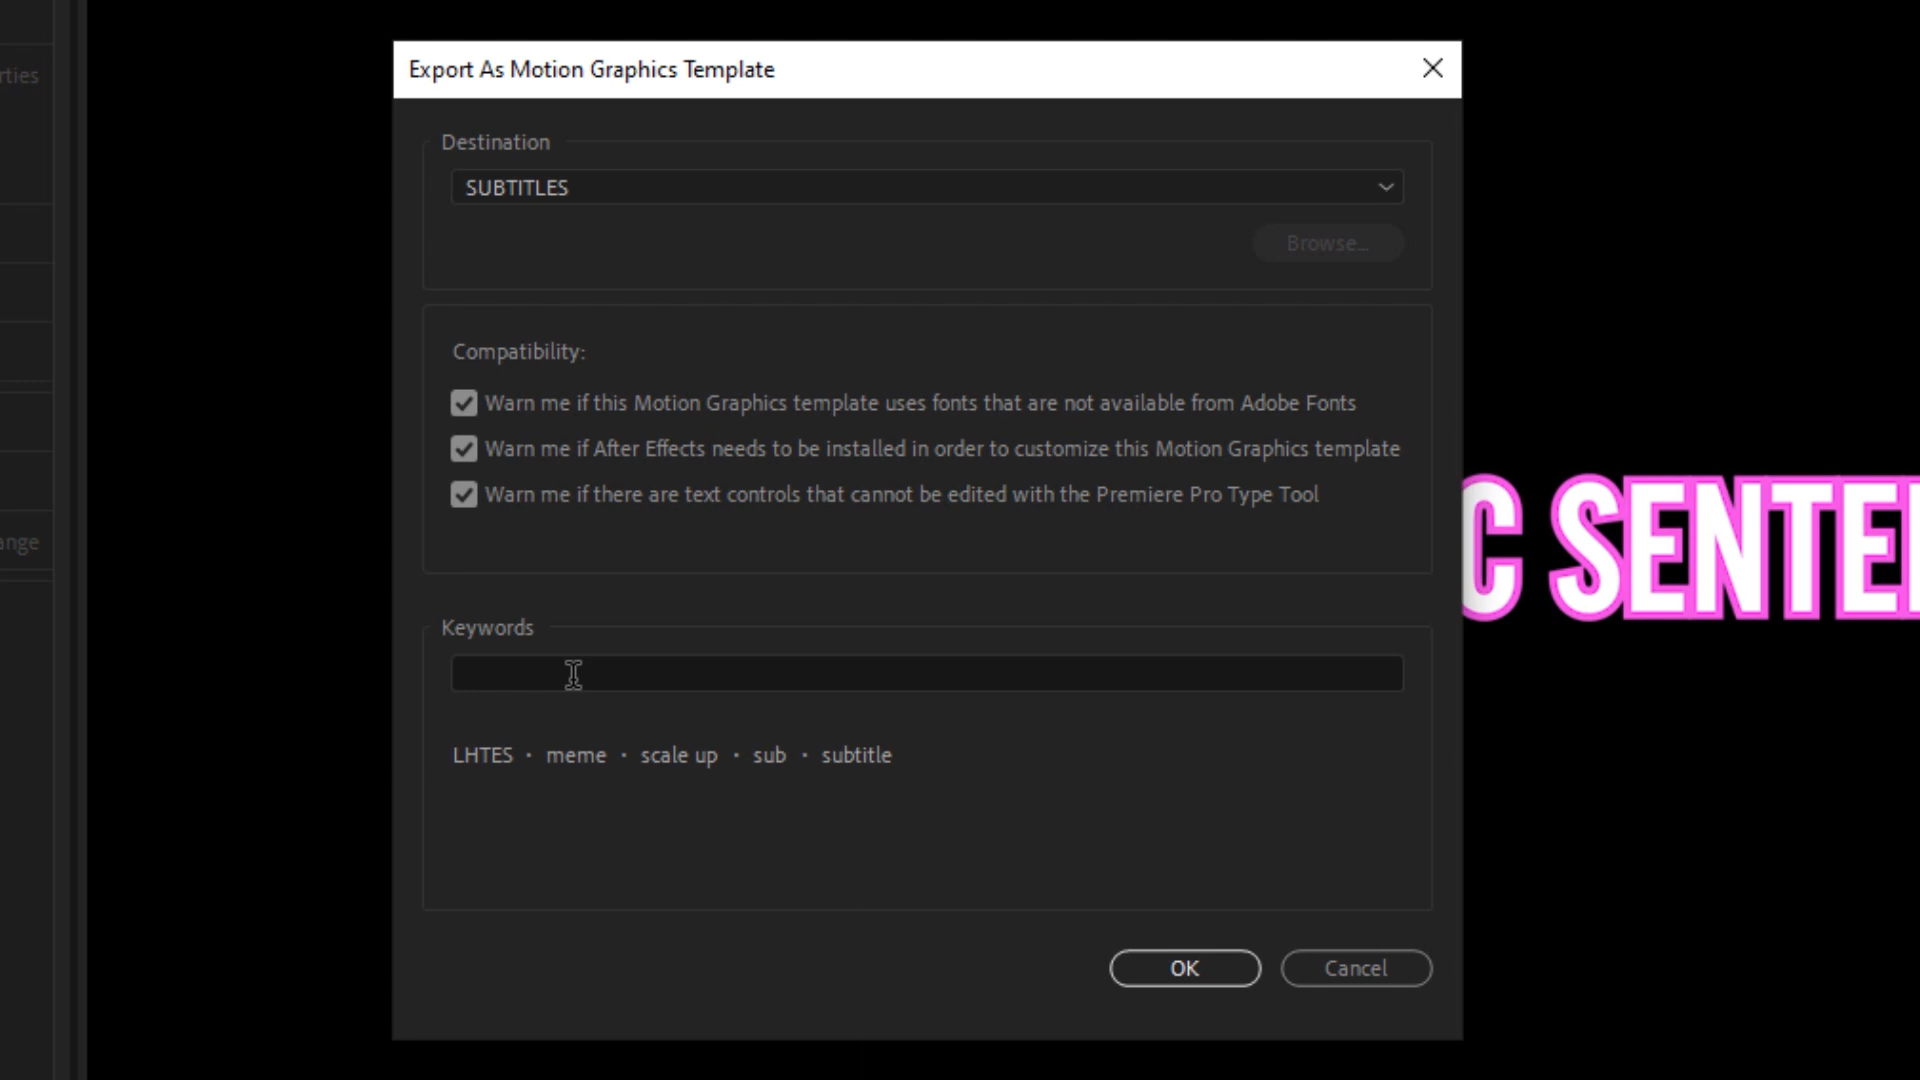 rties
ange
Export As Motion Graphics Template
Destination
SUBTITLES
Browse...
Compatibility:
Warn me if this Motion Graphics template uses fonts that are not available from Adobe Fonts
Warn me if After Effects needs to be installed in order to customize this Motion Graphics template
Warn me if there are text controls that cannot be edited with the Premiere Pro Type Tool
Keywords
LHTES · meme · scale up · sub · subtitle
OK
Cancel
C SENTE